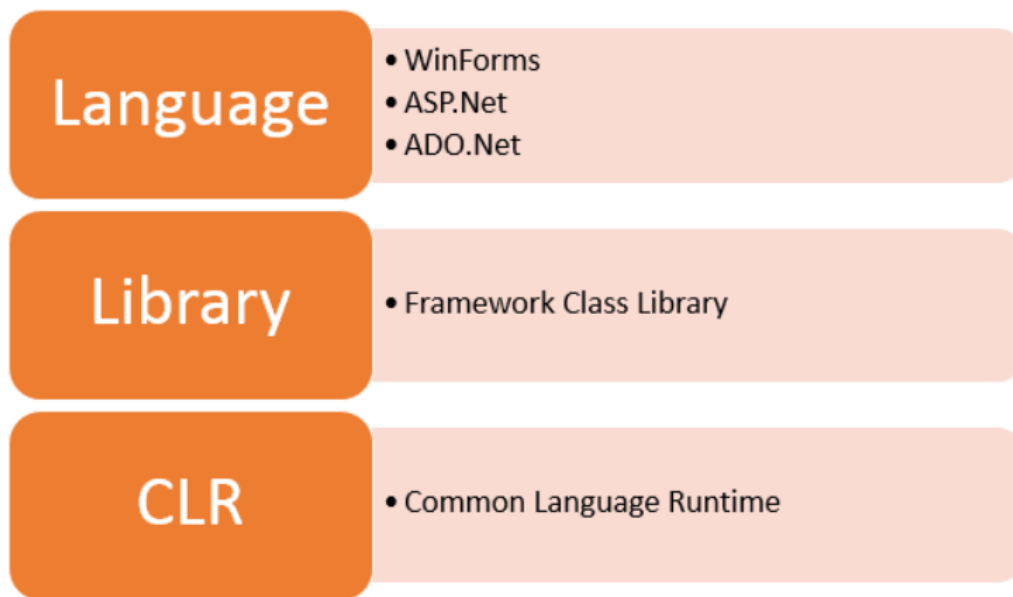 Language
• WinForms
• ASP.Net
• ADO.Net
Library
• Framework Class Library
CLR
• Common Language Runtime